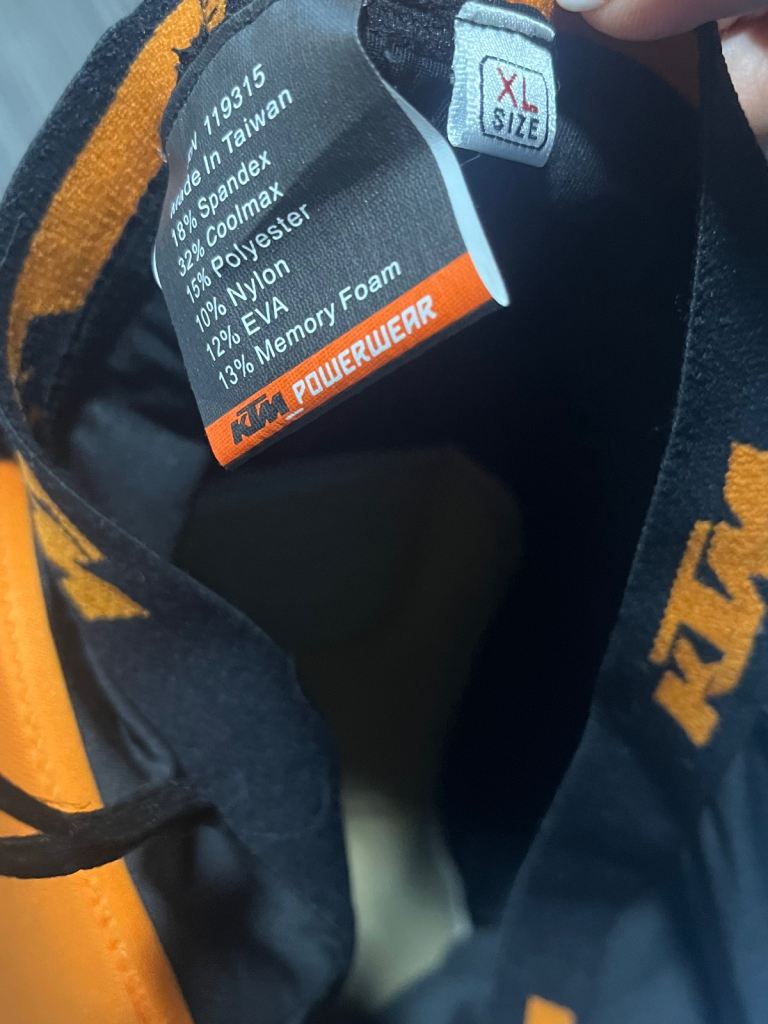 119315
Made In Taiwan
18% Spandex
32% Coolmax
15% Polyester
10% Nylon
12% EVA
13% Memory Foam
KTM POWERWEAR
XL
SIZE
KTM